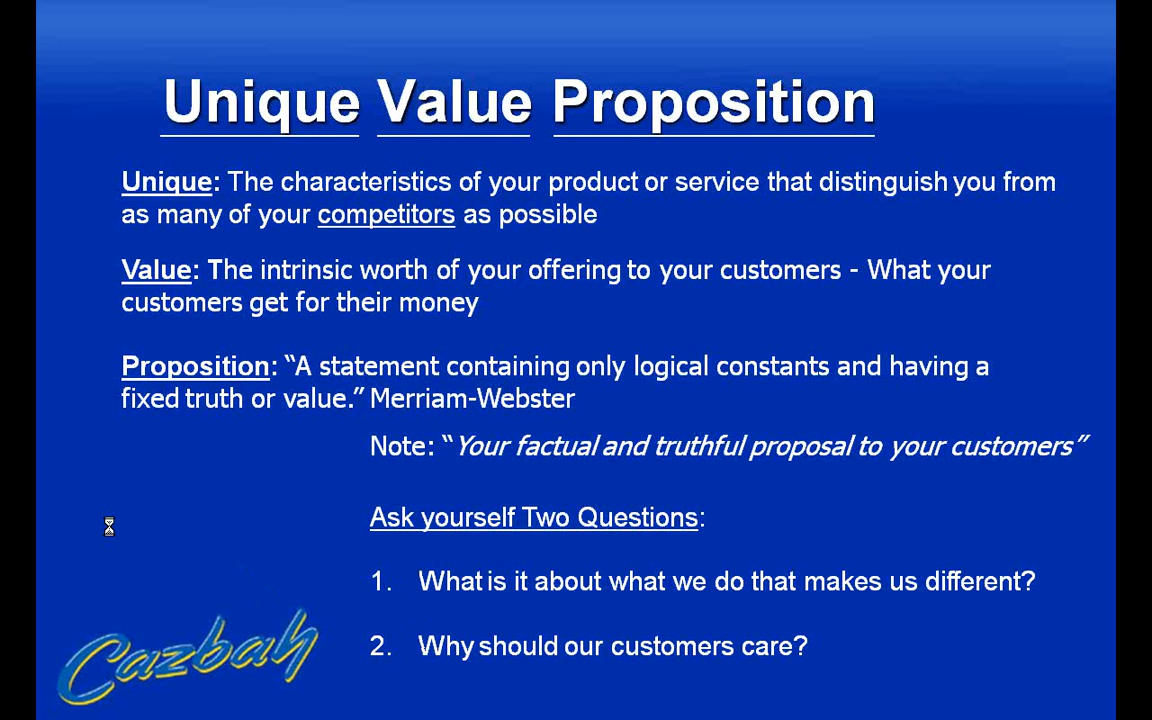 Unique Value Proposition
Unique: The characteristics of your product or service that distinguish you from
as many of your competitors as possible
Value: The intrinsic worth of your offering to your customers - What your
customers get for their money
Proposition: “A statement containing only logical constants and having a
fixed truth or value.” Merriam-Webster
Note: “Your factual and truthful proposal to your customers”
Ask yourself Two Questions:
1. What is it about what we do that makes us different?
2. Why should our customers care?
Cazbah